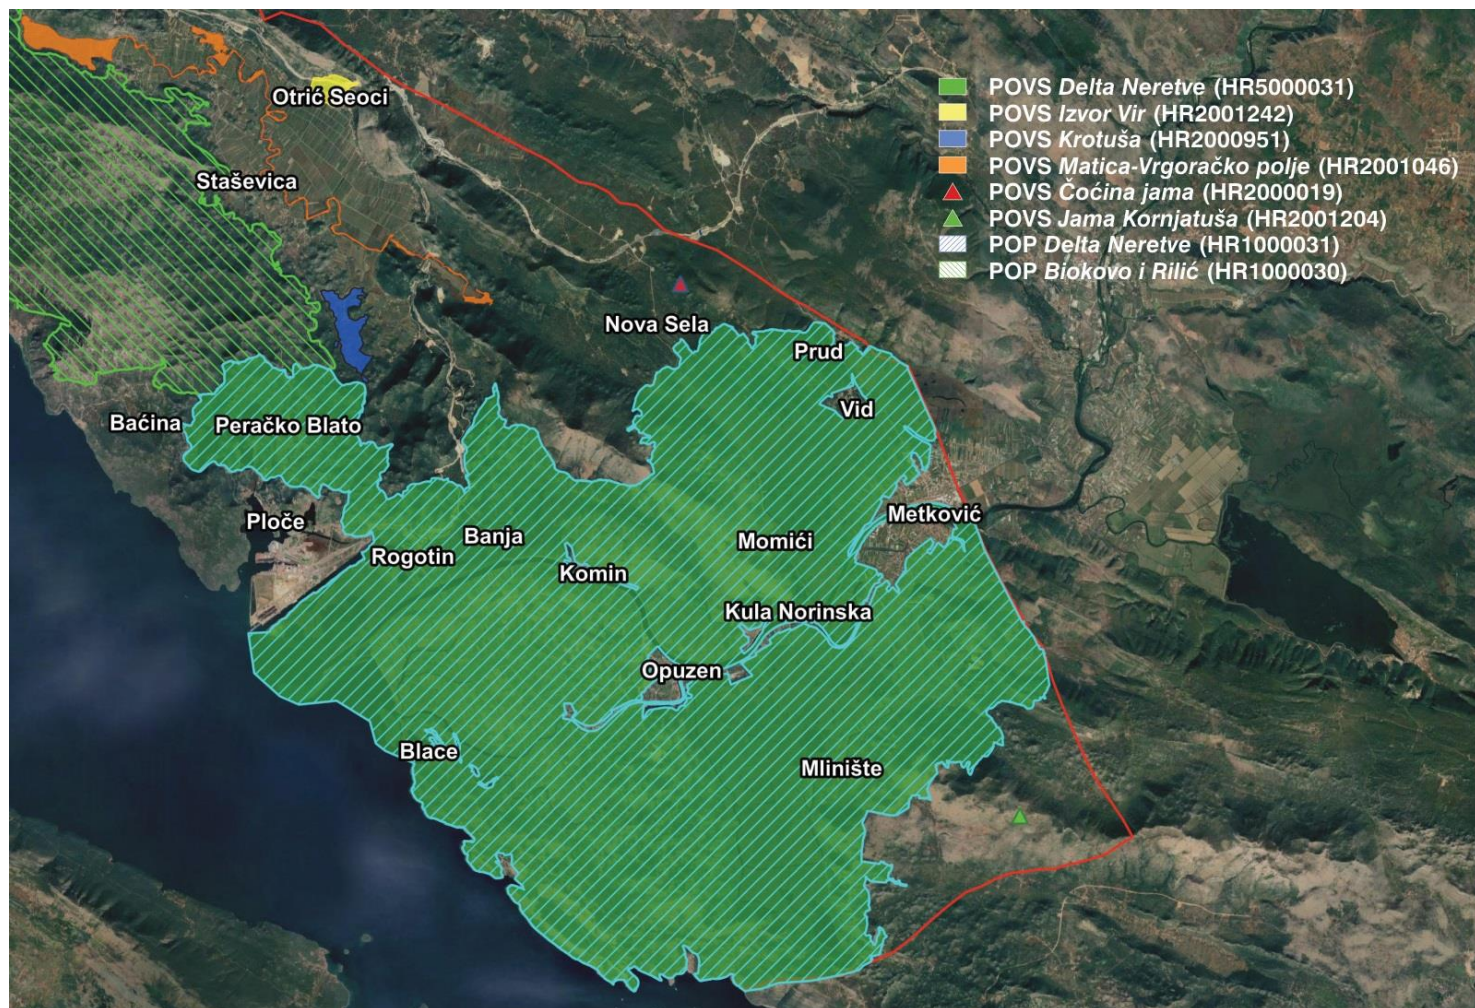 Otrić Seoci
Staševica
POVS Delta Neretve (HR5000031)
POVS Izvor Vir (HR2001242)
POVS Krotuša (HR2000951)
POVS Matica-Vrgoračko polje (HR2001046)
POVS Čoćina jama (HR2000019)
POVS Jama Kornjatuša (HR2001204)
POP Delta Neretve (HR1000031)
POP Biokovo i Rilić (HR1000030)
Nova Sela
Prud
Vid
Baćina
Peračko Blato
Metković
Ploče
Banja
Momići
Rogotin
Komin
Kula Norinska
Opuzen
Blace
Mlinište